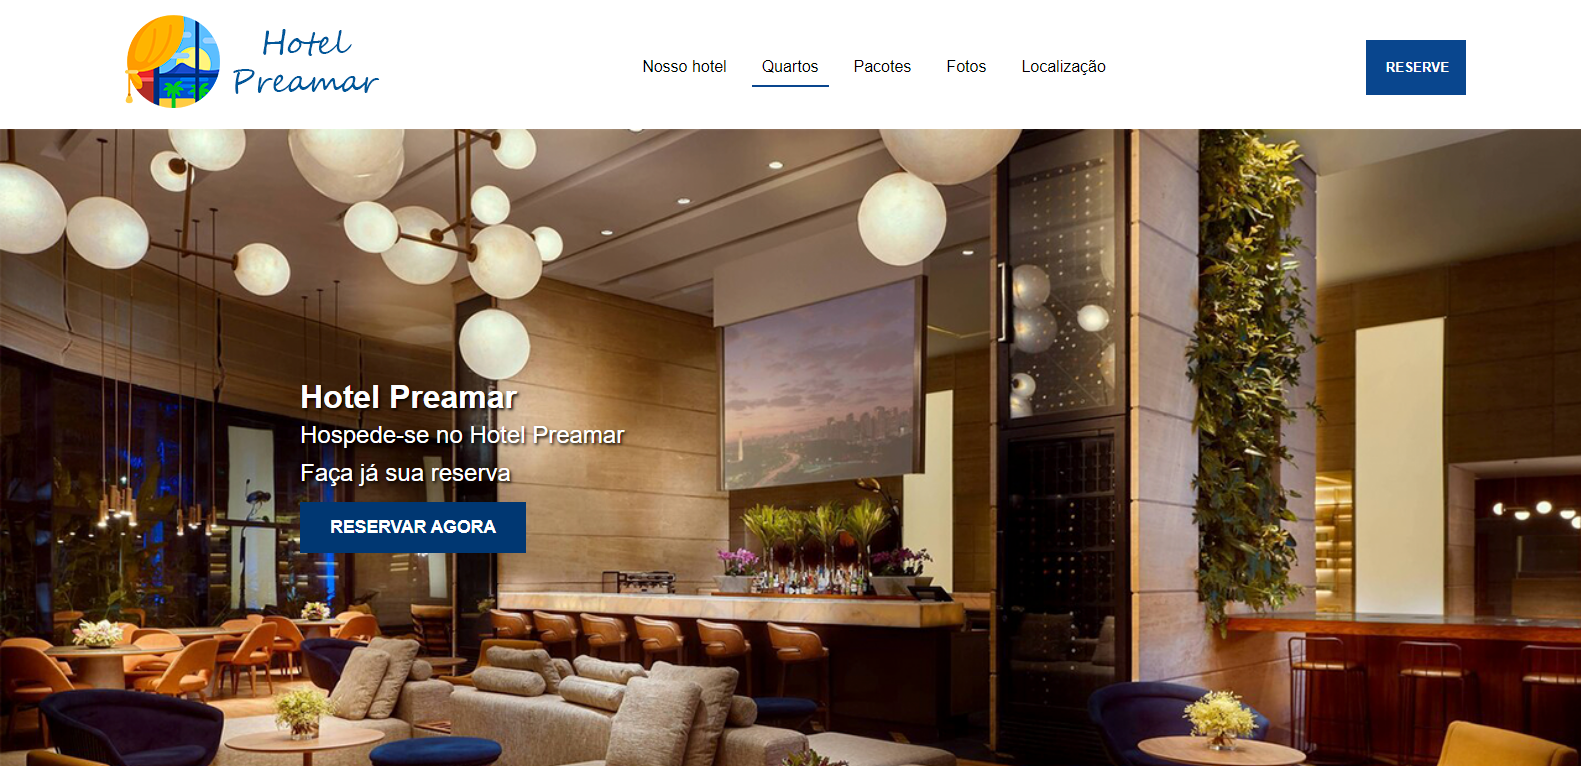 Hotel
Preamar
Nosso hotel
Quartos
Pacotes
Fotos
Localização
RESERVE
Hotel Preamar
Hospede-se no Hotel Preamar
Faça já sua reserva
RESERVAR AGORA